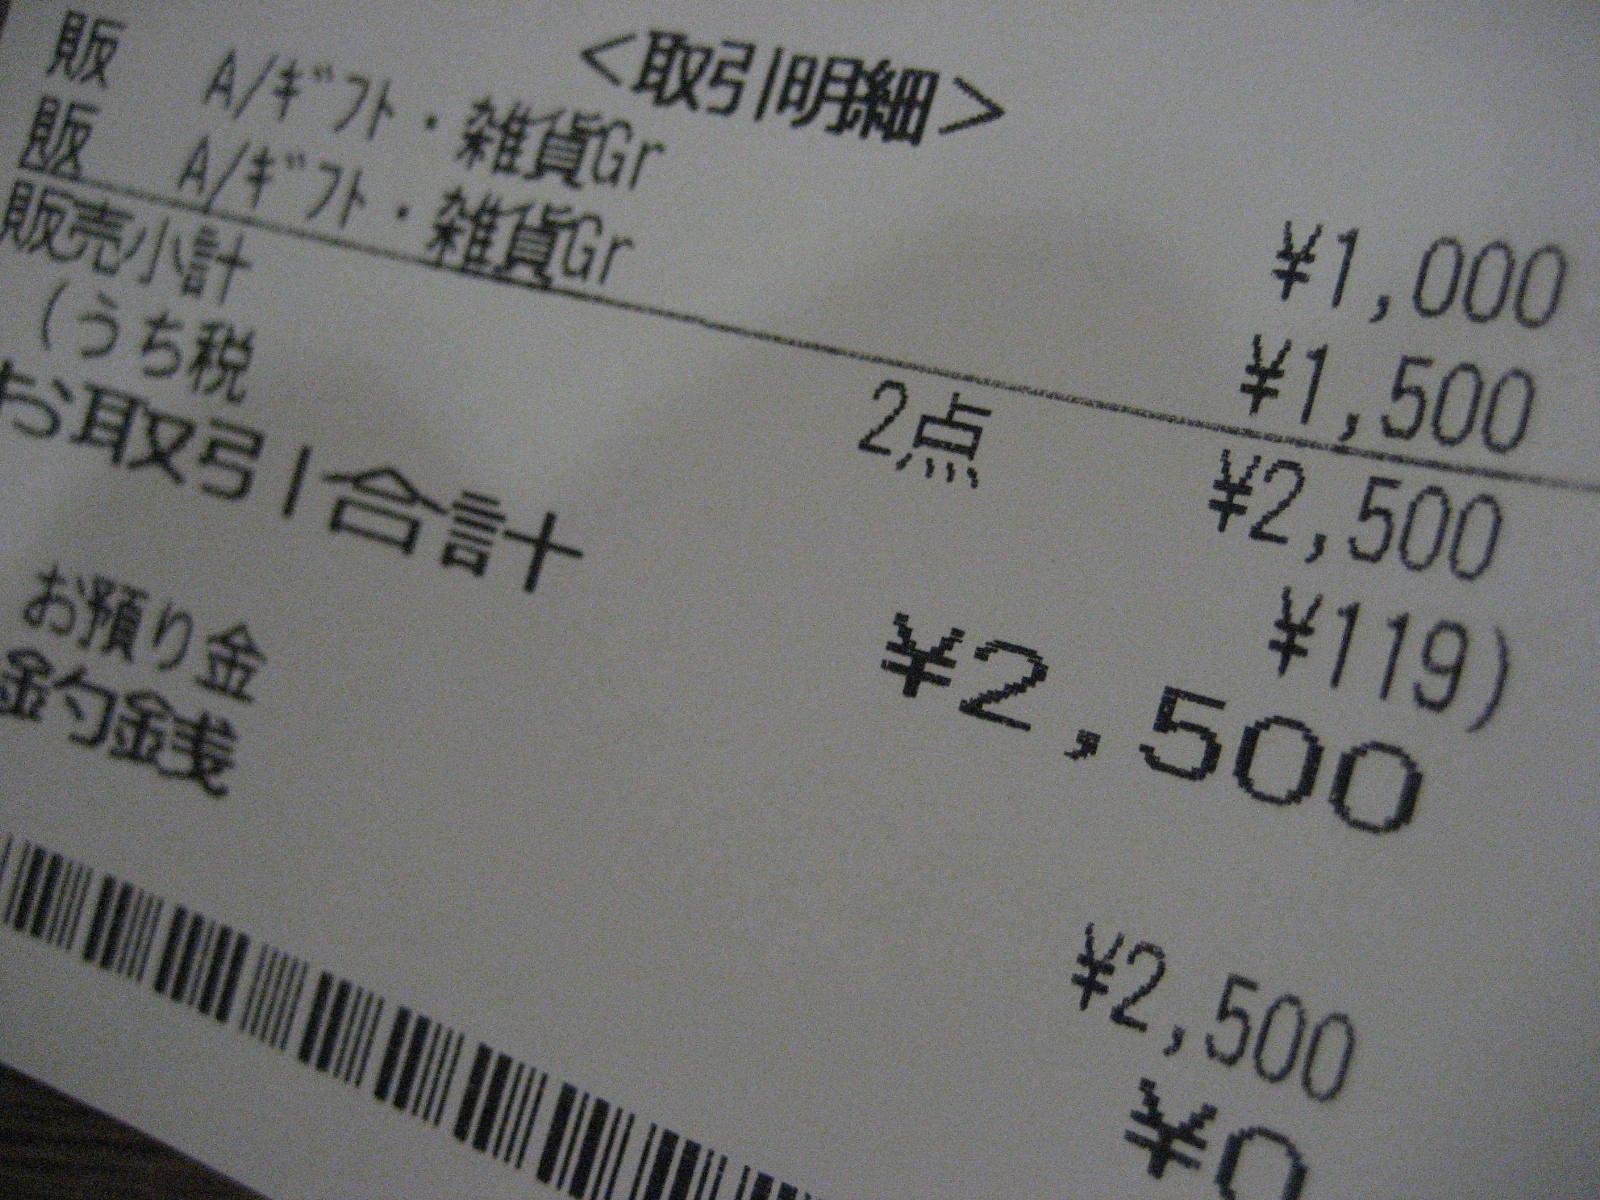 <取引明細>
販 A/ギフト・雑貨Gr ¥1,000
販 A/ギフト・雑貨Gr ¥1,500
販売小計 2点 ¥2,500
(うち税 ¥119)
お取引合計 ¥2,500
お預り金 ¥2,500
釣銭 ¥0